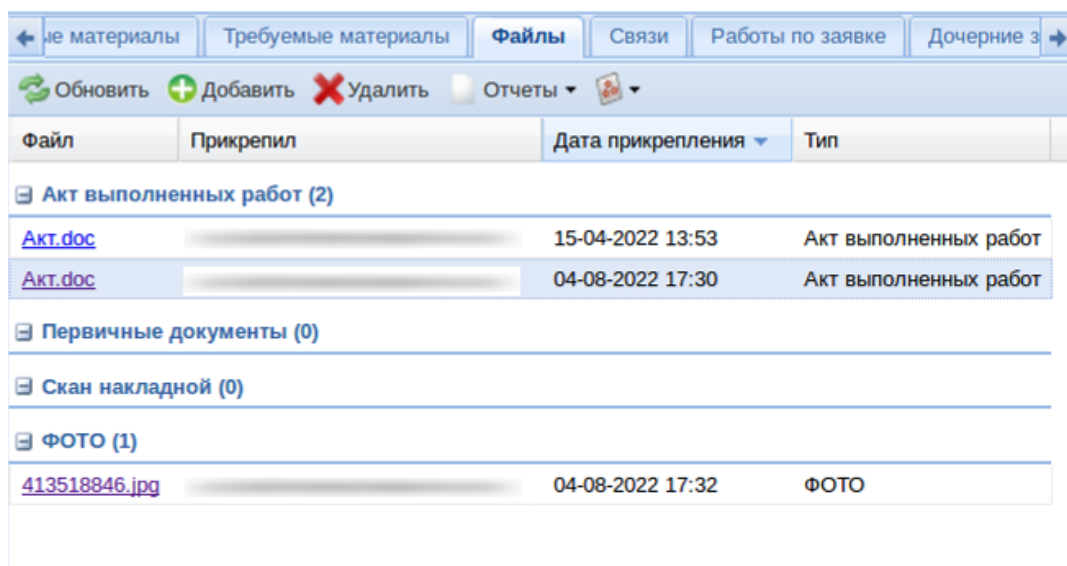 ые материалы Требуемые материалы Файлы Связи Работы по заявке Дочерние з
Обновить Добавить Удалить Отчеты
Файл Прикрепил Дата прикрепления Тип
Акт выполненных работ (2)
Акт.doc 15-04-2022 13:53 Акт выполненных работ
Акт.doc 04-08-2022 17:30 Акт выполненных работ
Первичные документы (0)
Скан накладной (0)
ФОТО (1)
413518846.jpg 04-08-2022 17:32 ФОТО